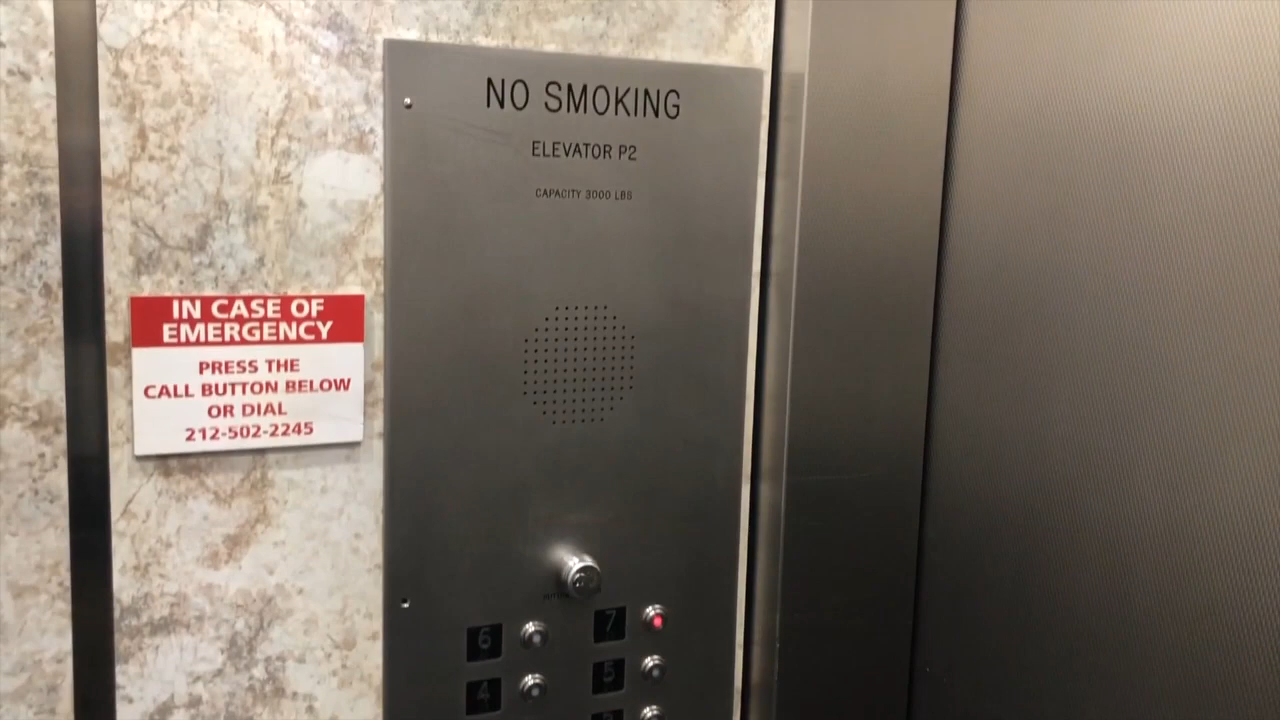 NO SMOKING
ELEVATOR P2
CAPACITY 3000 LBS
IN CASE OF
EMERGENCY
PRESS THE
CALL BUTTON BELOW
OR DIAL
212-502-2245
6 7
4 5